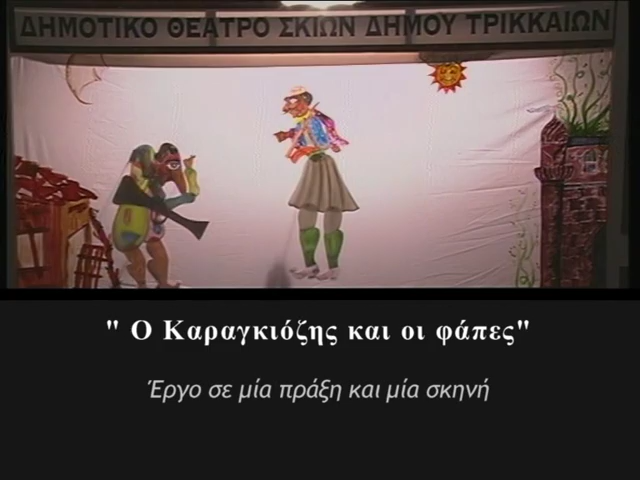 ΔΗΜΟΤΙΚΟ ΘΕΑΤΡΟ ΣΚΙΩΝ ΔΗΜΟΥ ΤΡΙΚΚΑΙΩΝ
" Ο Καραγκιόζης και οι φάπες"
Έργο σε μία πράξη και μία σκηνή